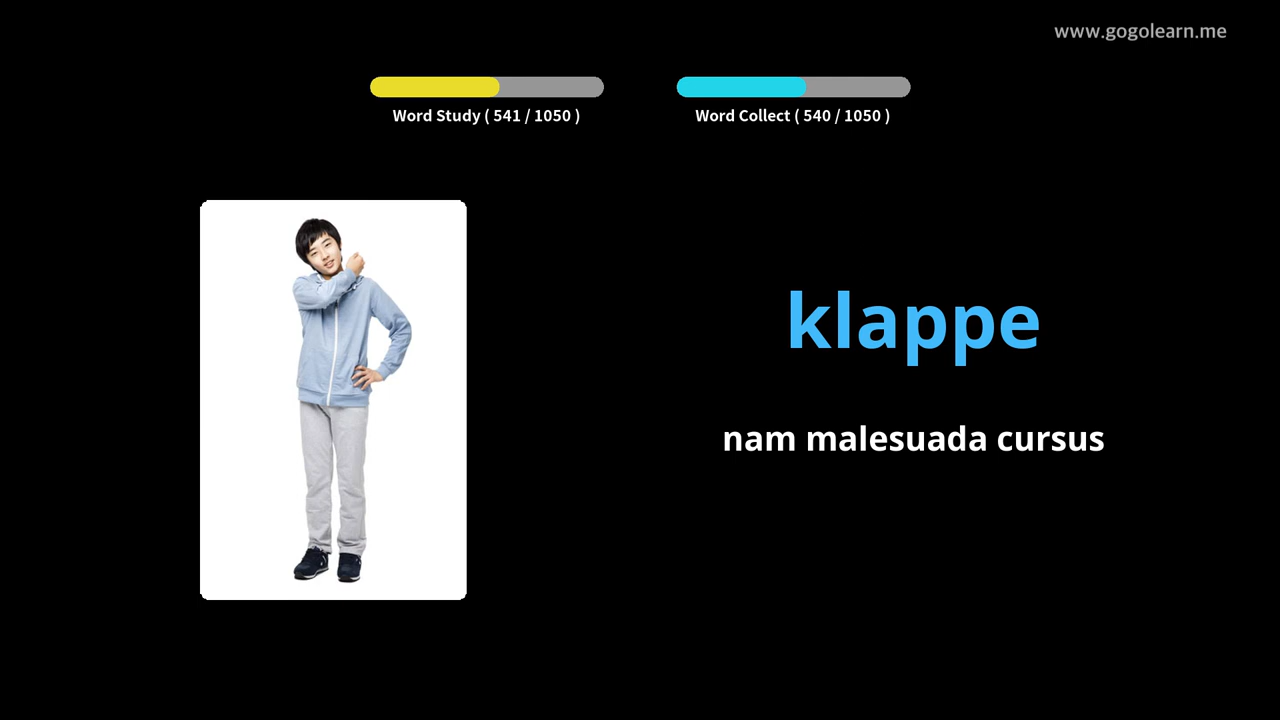 www.gogolearn.me
Word Study ( 541 / 1050 )
Word Collect ( 540 / 1050 )
klappe
nam malesuada cursus